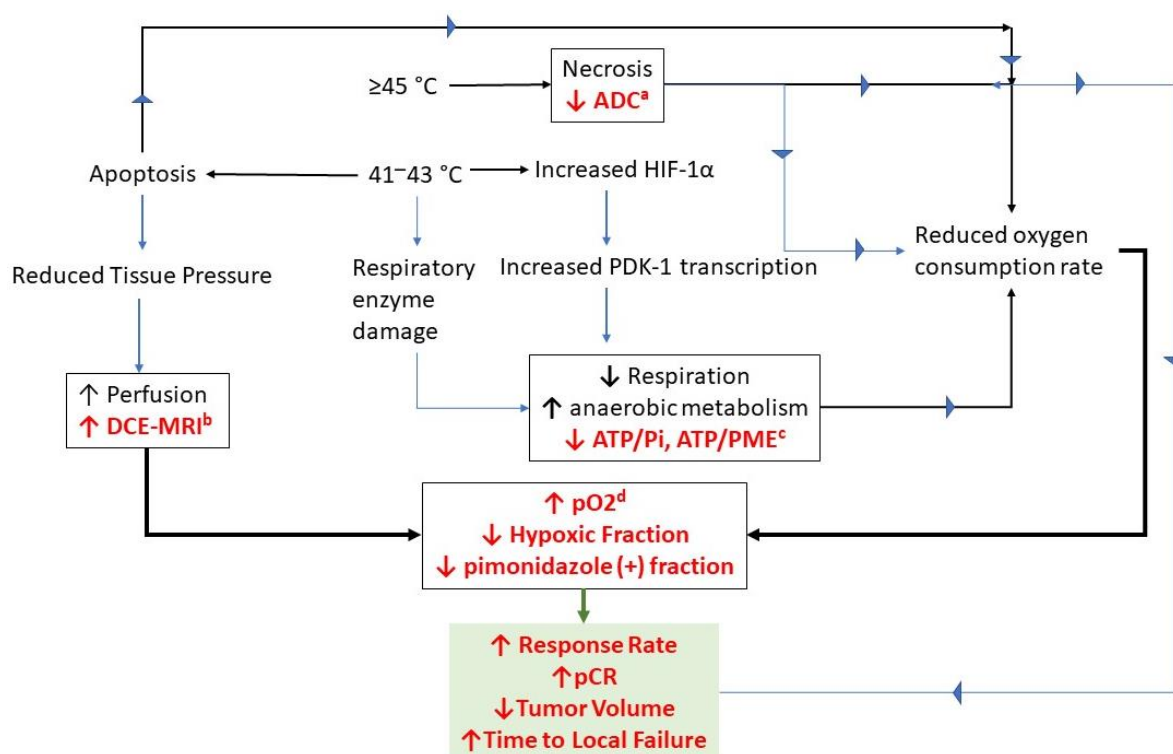 ≥45 °C
Necrosis
↓ ADCᵃ
Apoptosis
41–43 °C
Increased HIF-1α
Reduced Tissue Pressure
Respiratory
enzyme
damage
Increased PDK-1 transcription
Reduced oxygen
consumption rate
↑ Perfusion
↑ DCE-MRIᵇ
↓ Respiration
↑ anaerobic metabolism
↓ ATP/Pi, ATP/PMEᶜ
↑ pO2ᵈ
↓ Hypoxic Fraction
↓ pimonidazole (+) fraction
↑ Response Rate
↑pCR
↓Tumor Volume
↑Time to Local Failure